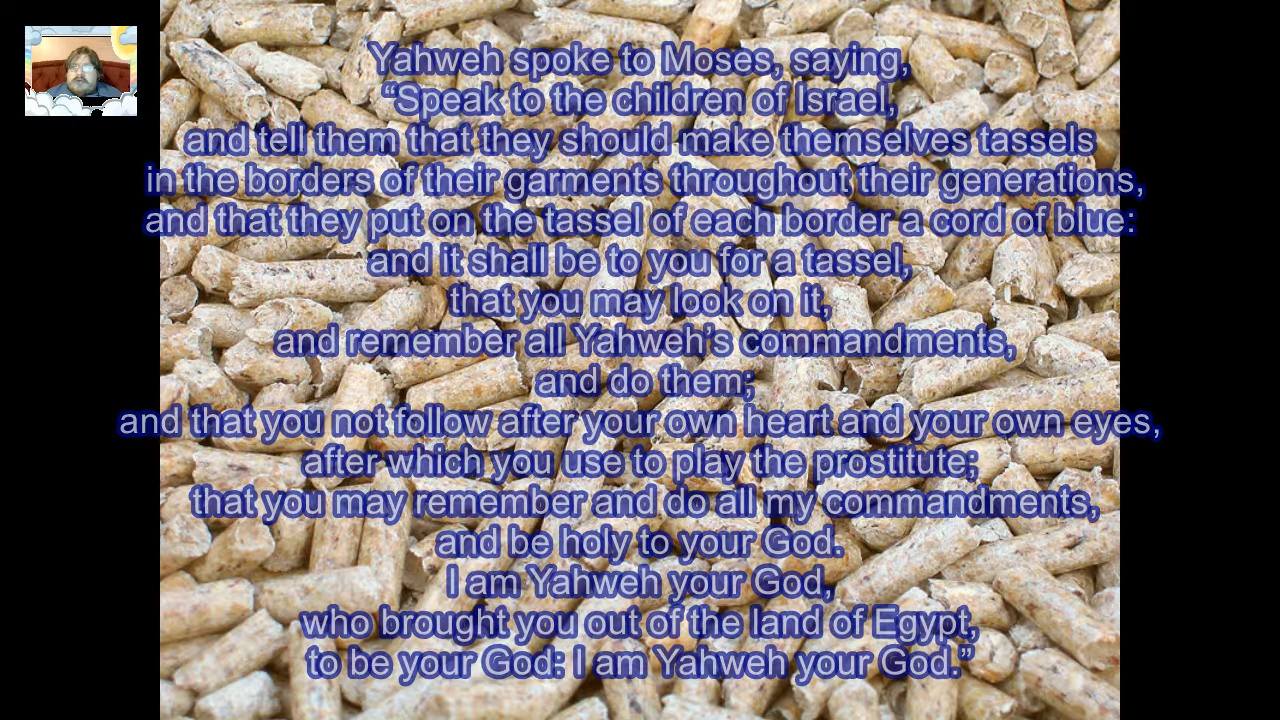 Yahweh spoke to Moses, saying,
“Speak to the children of Israel,
and tell them that they should make themselves tassels
in the borders of their garments throughout their generations,
and that they put on the tassel of each border a cord of blue:
and it shall be to you for a tassel,
that you may look on it,
and remember all Yahweh’s commandments,
and do them;
and that you not follow after your own heart and your own eyes,
after which you use to play the prostitute;
that you may remember and do all my commandments,
and be holy to your God.
I am Yahweh your God,
who brought you out of the land of Egypt,
to be your God: I am Yahweh your God.”